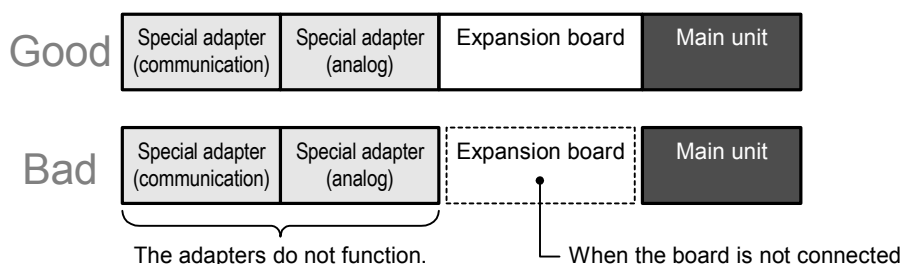 Good
Special adapter
(communication)
Special adapter
(analog)
Expansion board
Main unit
Bad
Special adapter
(communication)
Special adapter
(analog)
Expansion board
Main unit
The adapters do not function.
When the board is not connected